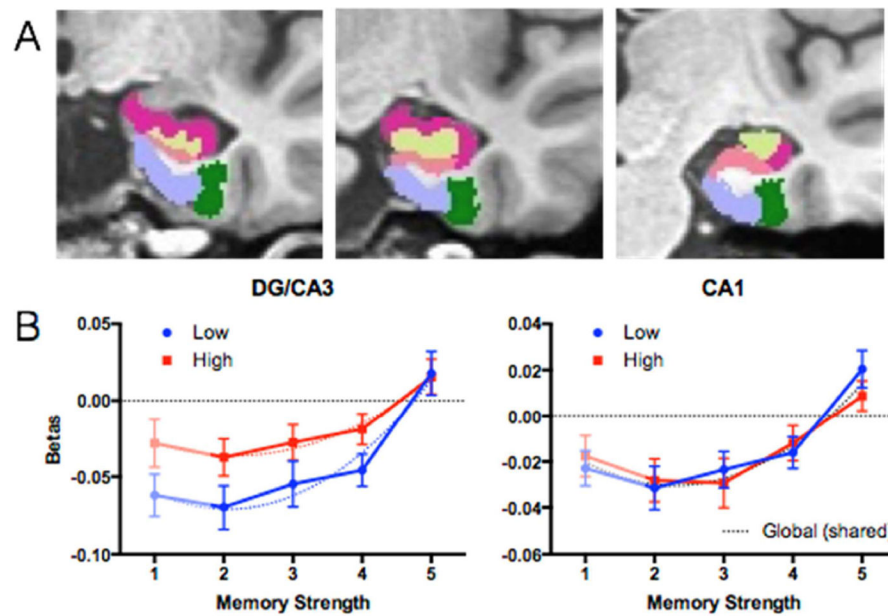 A
DG/CA3
CA1
B
Low
High
Betas
0.05
0.00
-0.05
-0.10
1 2 3 4 5
Memory Strength
Low
High
0.04
0.02
0.00
-0.02
-0.04
-0.06
Global (shared
1 2 3 4 5
Memory Strength